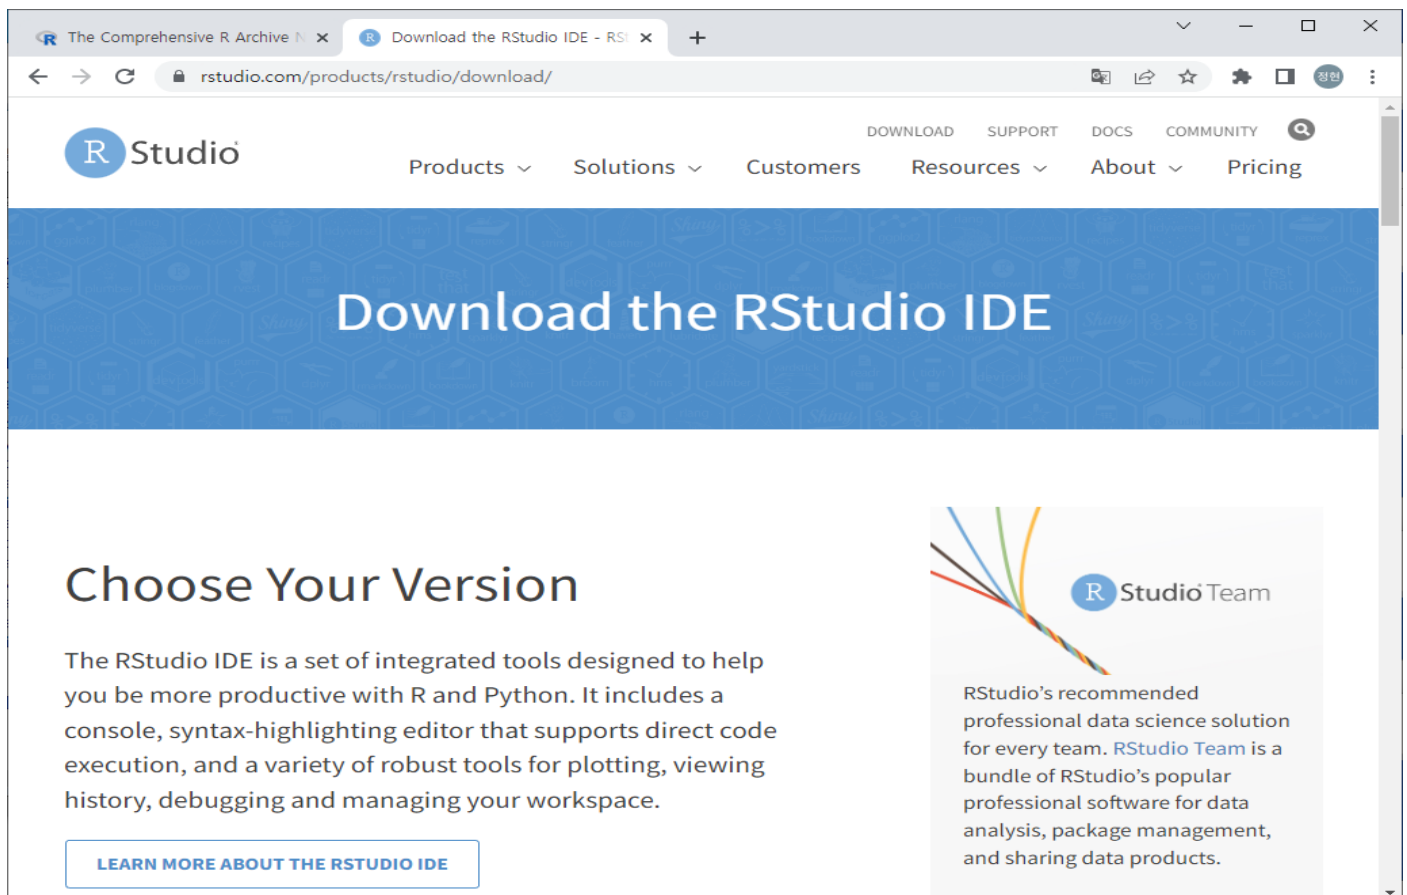 The Comprehensive R Archive N
Download the RStudio IDE - RS
rstudio.com/products/rstudio/download/
정현
R Studio
DOWNLOAD SUPPORT DOCS COMMUNITY
Products Solutions Customers Resources About Pricing
Download the RStudio IDE
Choose Your Version
The RStudio IDE is a set of integrated tools designed to help
you be more productive with R and Python. It includes a
console, syntax-highlighting editor that supports direct code
execution, and a variety of robust tools for plotting, viewing
history, debugging and managing your workspace.
LEARN MORE ABOUT THE RSTUDIO IDE
R Studio Team
RStudio’s recommended
professional data science solution
for every team. RStudio Team is a
bundle of RStudio’s popular
professional software for data
analysis, package management,
and sharing data products.